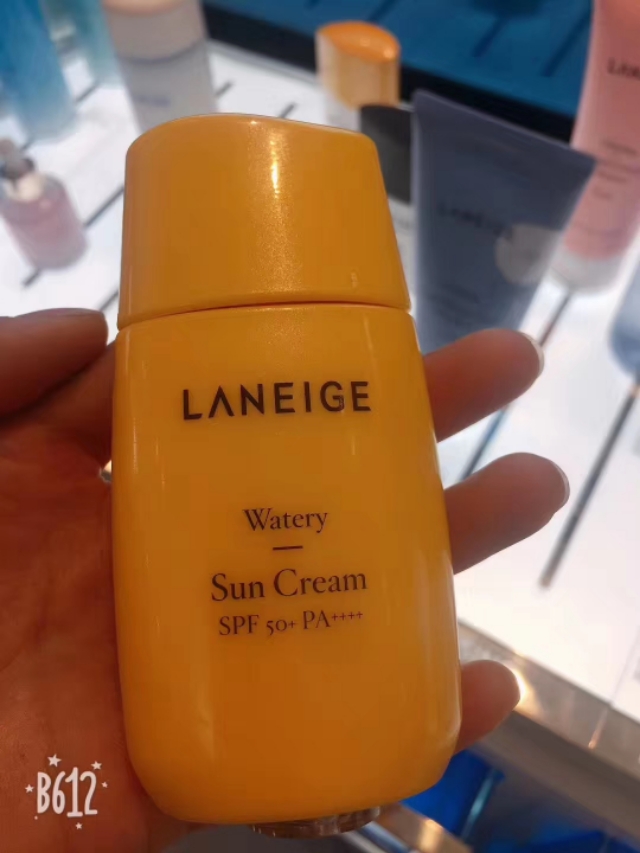 LANEIGE
Watery
Sun Cream
SPF 50+ PA++++
B612